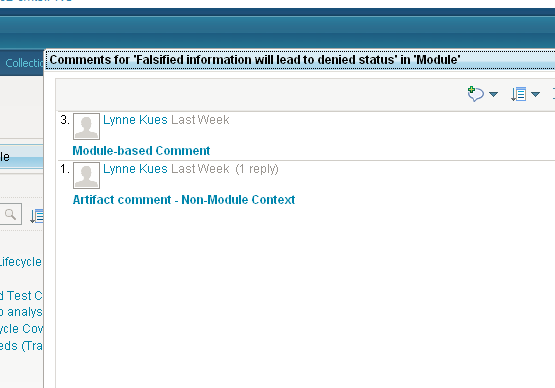 Collectio
Comments for 'Falsified information will lead to denied status' in 'Module'
3. Lynne Kues Last Week
Module-based Comment
le
1. Lynne Kues Last Week (1 reply)
Artifact comment - Non-Module Context
Lifecycle
d Test C
o analys
ycle Cov
eds (Tra